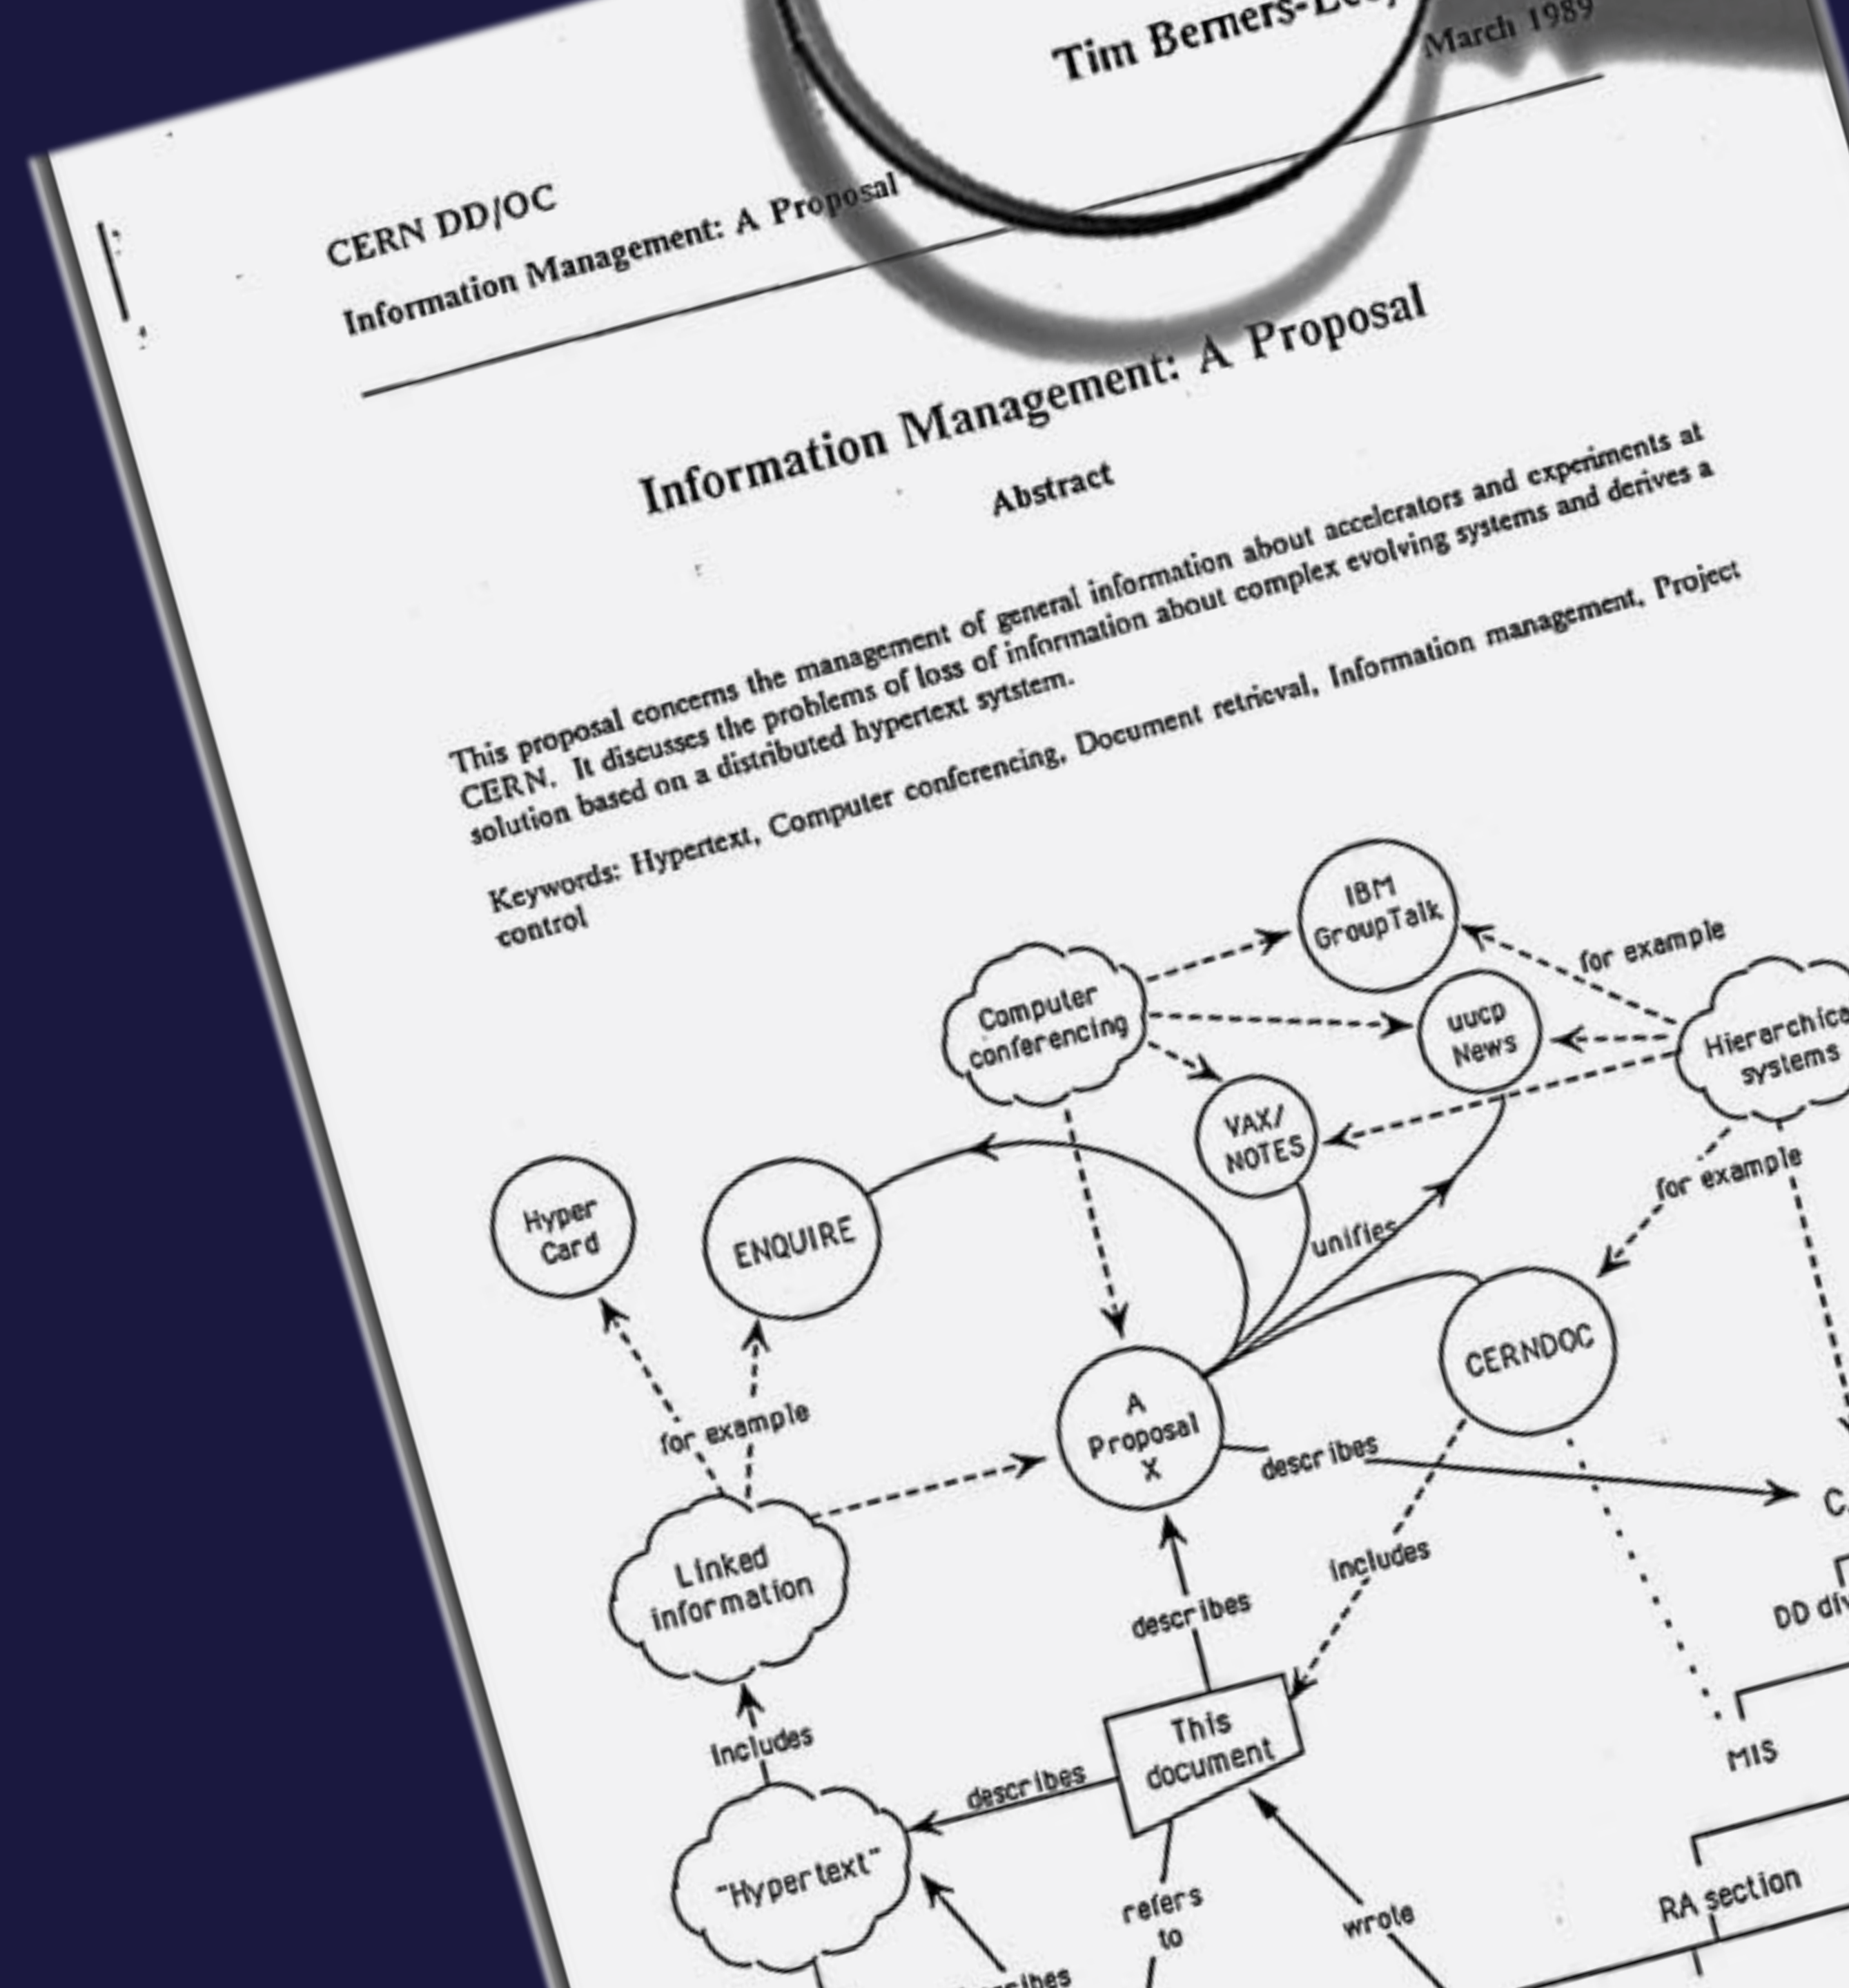 Tim Berners-Lee,
March 1989
CERN DD/OC
Information Management: A Proposal
Information Management: A Proposal
Abstract
This proposal concerns the management of general information about accelerators and experiments at
CERN. It discusses the problems of loss of information about complex evolving systems and derives a
solution based on a distributed hypertext sytstem.
Keywords: Hypertext, Computer conferencing, Document retrieval, Information management, Project
control
IBM
GroupTalk
for example
Computer
conferencing
uucp
News
Hierarchica
systems
VAX/
NOTES
for example
Hyper
Card
ENQUIRE
unifies
CERNDOC
A
Proposal
X
for example
describes
C.
Linked
information
includes
describes
DD div
This
document
MIS
Includes
describes
"Hypertext"
refers
to
wrote
RA section